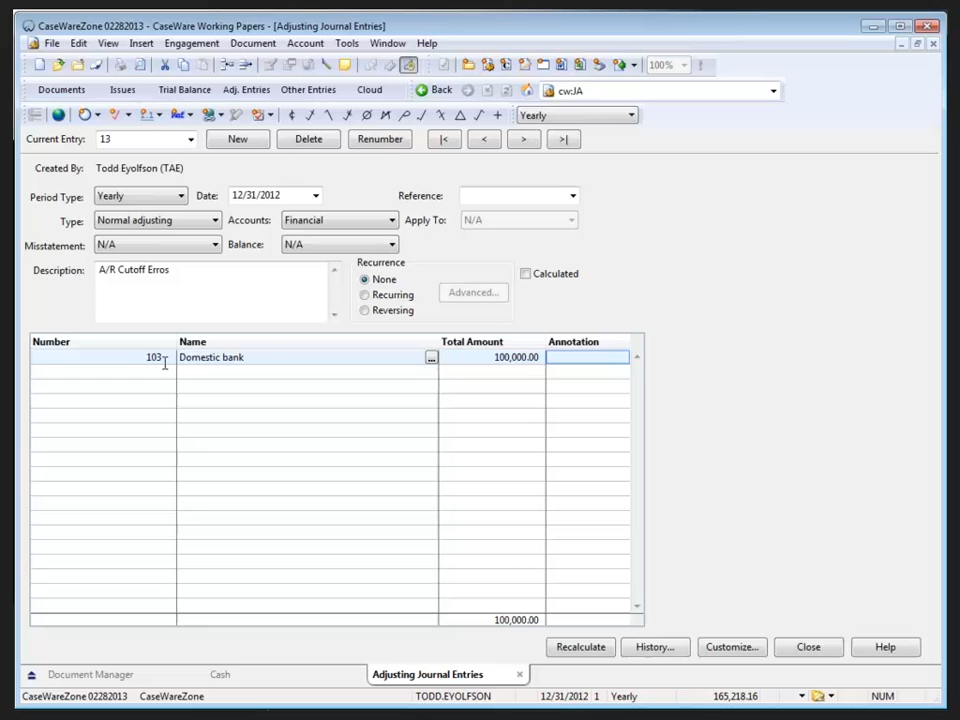 CaseWareZone 02282013 - CaseWare Working Papers - [Adjusting Journal Entries]
File Edit View Insert Engagement Document Account Tools Window Help
100%
Documents Issues Trial Balance Adj. Entries Other Entries Cloud Back cw:JA
Ref Yearly
Current Entry: 13 New Delete Renumber |< < > >|
Created By: Todd Eyolfson (TAE)
Period Type: Yearly Date: 12/31/2012 Reference:
Type: Normal adjusting Accounts: Financial Apply To: N/A
Misstatement: N/A Balance: N/A
Description: A/R Cutoff Erros
Recurrence
None
Recurring Advanced...
Reversing
Calculated
Number Name Total Amount Annotation
103 Domestic bank ... 100,000.00
100,000.00
Recalculate History... Customize... Close Help
Document Manager Cash Adjusting Journal Entries
CaseWareZone 02282013 CaseWareZone TODD.EYOLFSON 12/31/2012 1 Yearly 165,218.16 NUM